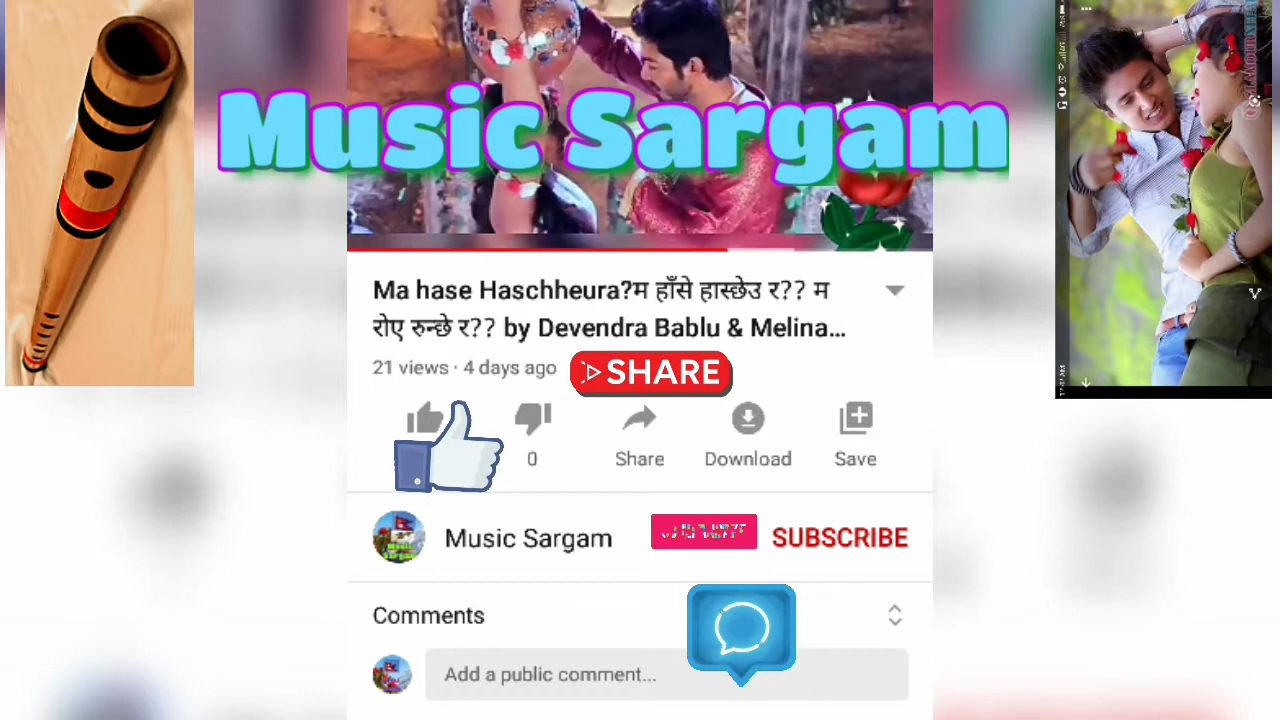 Music Sargam
Ma hase Haschheura?म हाँसे हास्छेउ र?? म
रोए रुन्छे र?? by Devendra Bablu & Melina...
21 views · 4 days ago
SHARE
0
Share
Download
Save
Music Sargam
SUBSCRIBE
Comments
Add a public comment...